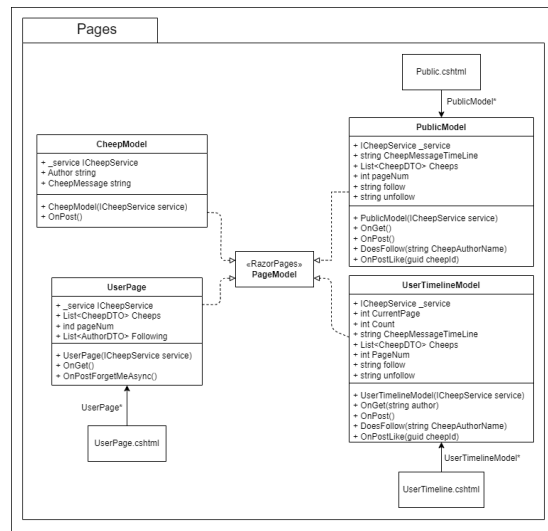 Pages
Public.cshtml
PublicModel*
CheepModel
+ _service ICheepService
+ Author string
+ CheepMessage string
+ CheepModel(ICheepService service)
+ OnPost()
PublicModel
+ ICheepService _service
+ string CheepMessageTimeLine
+ List<CheepDTO> Cheeps
+ int pageNum
+ string follow
+ string unfollow
+ PublicModel(ICheepService service)
+ OnGet()
+ OnPost()
+ DoesFollow(string CheepAuthorName)
+ OnPostLike(guid cheepId)
«RazorPages»
PageModel
UserPage
+ _service ICheepService
+ List<CheepDTO> Cheeps
+ ind pageNum
+ List<AuthorDTO> Following
+ UserPage(ICheepService service)
+ OnGet()
+ OnPostForgetMeAsync()
UserPage*
UserPage.cshtml
UserTimelineModel
+ ICheepService _service
+ int CurrentPage
+ int Count
+ string CheepMessageTimeLine
+ List<CheepDTO> Cheeps
+ int PageNum
+ string follow
+ string unfollow
+ UserTimelineModel(ICheepService service)
+ OnGet(string author)
+ OnPost()
+ DoesFollow(string CheepAuthorName)
+ OnPostLike(guid cheepId)
UserTimelineModel*
UserTimeline.cshtml